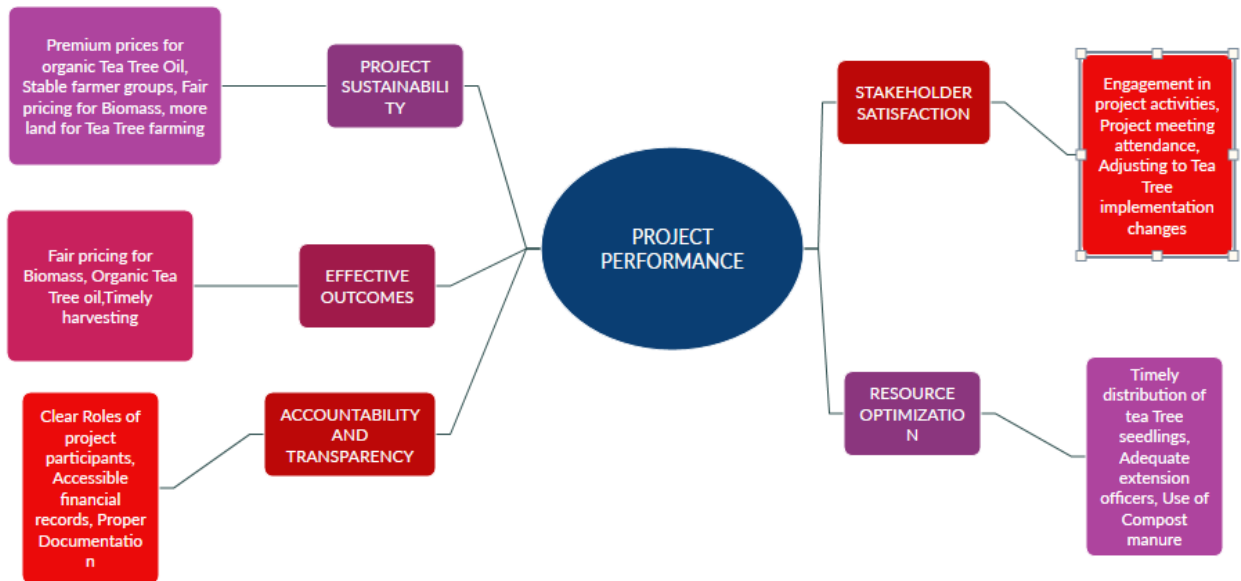 Premium prices for
organic Tea Tree Oil,
Stable farmer groups, Fair
pricing for Biomass, more
land for Tea Tree farming
PROJECT
SUSTAINABILI
TY
Fair pricing for
Biomass, Organic Tea
Tree oil,Timely
harvesting
EFFECTIVE
OUTCOMES
Clear Roles of
project
participants,
Accessible
financial
records, Proper
Documentatio
n
ACCOUNTABILITY
AND
TRANSPARENCY
PROJECT
PERFORMANCE
STAKEHOLDER
SATISFACTION
Engagement in
project activities,
Project meeting
attendance,
Adjusting to Tea
Tree
implementation
changes
RESOURCE
OPTIMIZATIO
N
Timely
distribution of
tea Tree
seedlings,
Adequate
extension
officers, Use of
Compost
manure